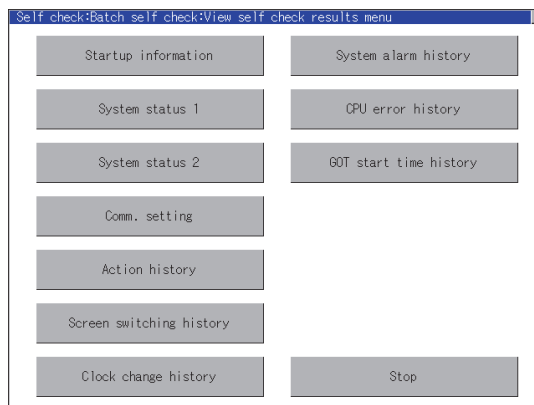 Self check:Batch self check:View self check results menu
Startup information
System status 1
System status 2
Comm. setting
Action history
Screen switching history
Clock change history
System alarm history
CPU error history
GOT start time history
Stop